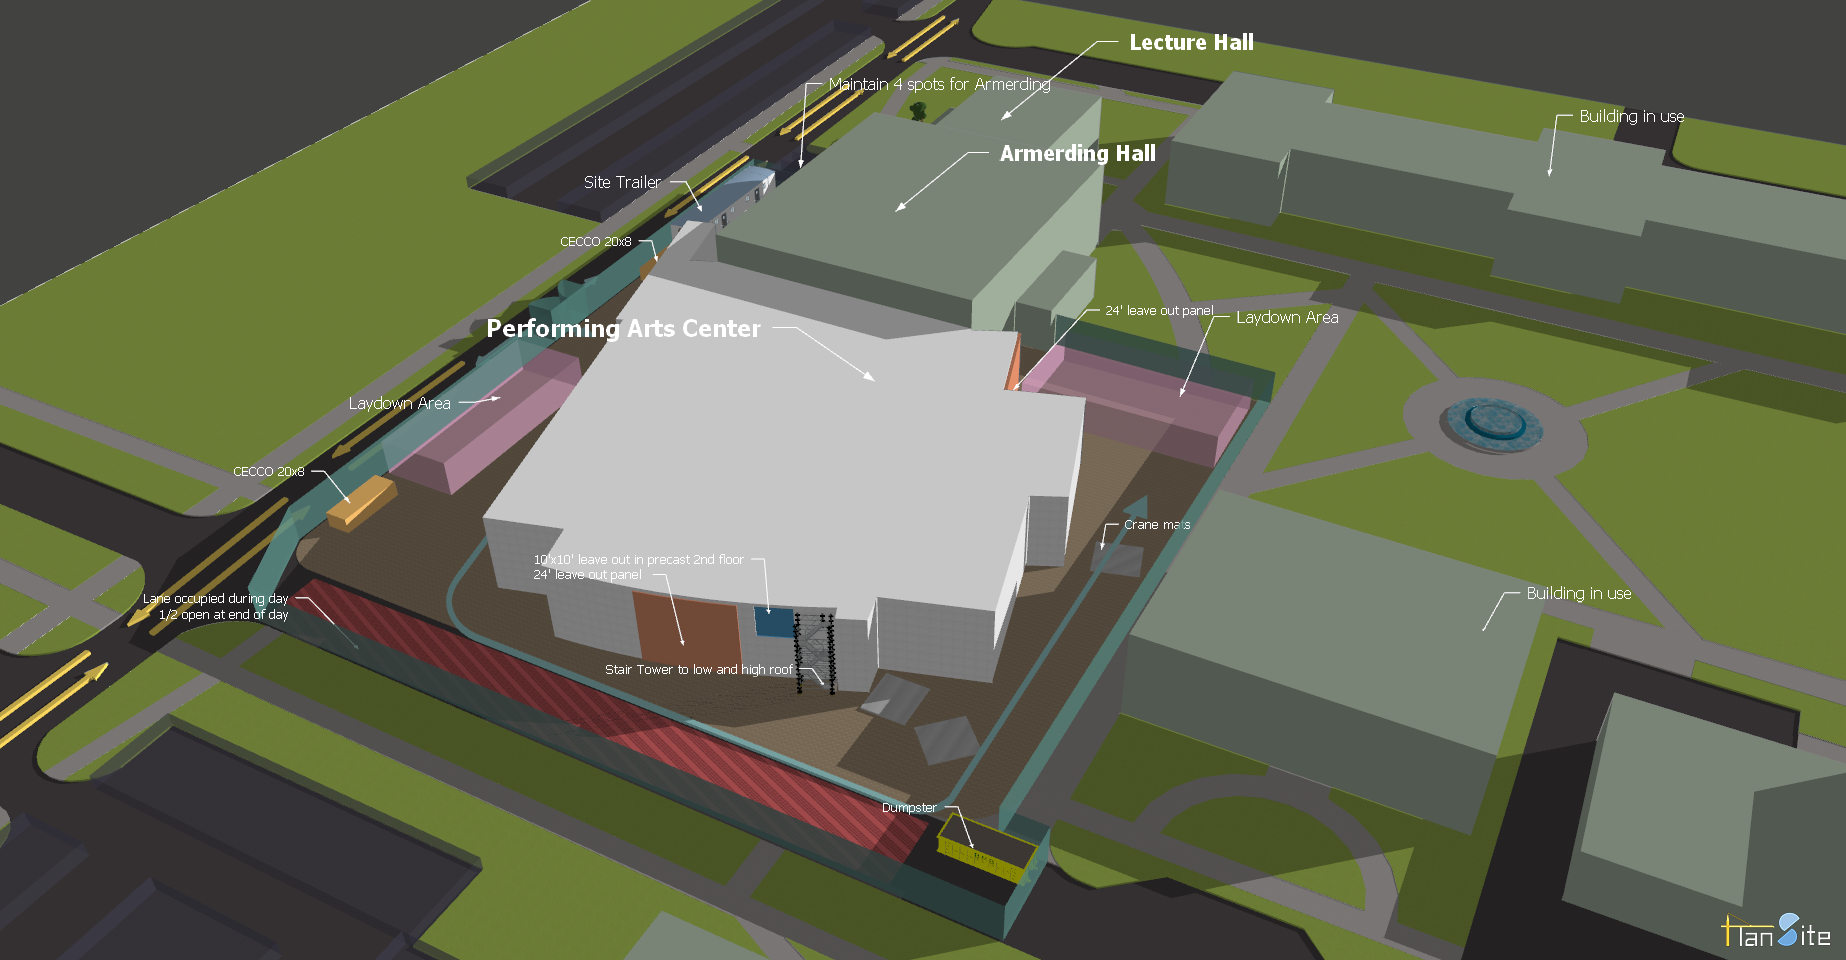 Lecture Hall
Maintain 4 spots for Armerding
Building in use
Armerding Hall
Site Trailer
CECCO 20x8
24' leave out panel
Laydown Area
Performing Arts Center
Laydown Area
CECCO 20x8
Crane mats
10'x10' leave out in precast 2nd floor
24' leave out panel
Building in use
Lane occupied during day
1/2 open at end of day
Stair Tower to low and high roof
Dumpster
PlanSite